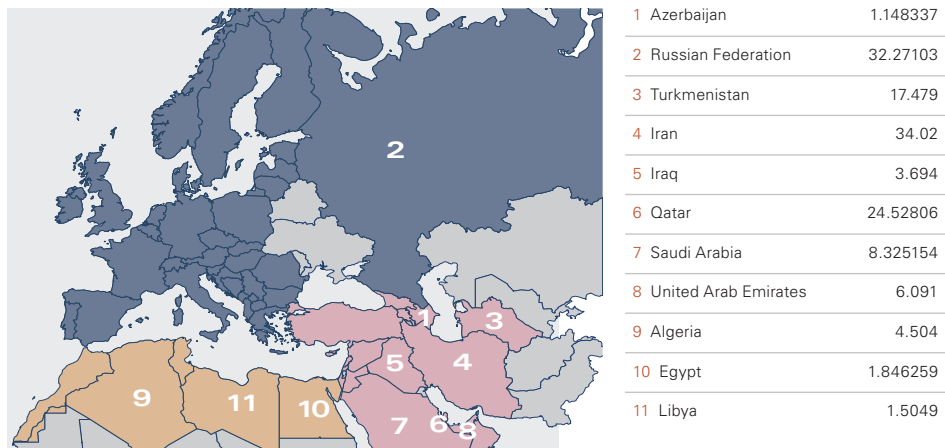 2
1
3
5
4
9
11
10
7
6
8
1 Azerbaijan 1.148337
2 Russian Federation 32.27103
3 Turkmenistan 17.479
4 Iran 34.02
5 Iraq 3.694
6 Qatar 24.52806
7 Saudi Arabia 8.325154
8 United Arab Emirates 6.091
9 Algeria 4.504
10 Egypt 1.846259
11 Libya 1.5049